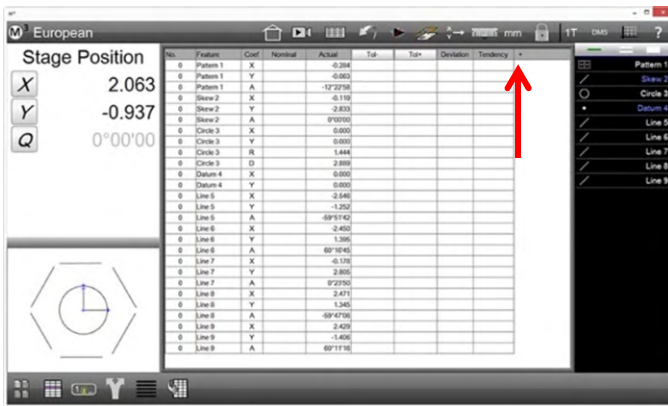 M³ European
mm
1T
DMS
?
Stage Position
X 2.063
Y -0.937
Q 0°00'00
No. Feature Coef Nominal Actual Tol- Tol+ Deviation Tendency +
0 Pattern 1 X -0.284
0 Pattern 1 Y -0.063
0 Pattern 1 A -12°22'58
0 Skew 2 X -0.119
0 Skew 2 Y -2.833
0 Skew 2 A 0°00'00
0 Circle 3 X 0.000
0 Circle 3 Y 0.000
0 Circle 3 R 1.444
0 Circle 3 D 2.889
0 Datum 4 X 0.000
0 Datum 4 Y 0.000
0 Line 5 X -2.546
0 Line 5 Y -1.252
0 Line 5 A -59°51'42
0 Line 6 X -2.450
0 Line 6 Y 1.395
0 Line 6 A 60°16'45
0 Line 7 X -0.178
0 Line 7 Y 2.805
0 Line 7 A 0°23'50
0 Line 8 X 2.471
0 Line 8 Y 1.345
0 Line 8 A -59°47'06
0 Line 9 X 2.429
0 Line 9 Y -1.406
0 Line 9 A 60°11'16
Pattern 1
Skew 2
Circle 3
Datum 4
Line 5
Line 6
Line 7
Line 8
Line 9